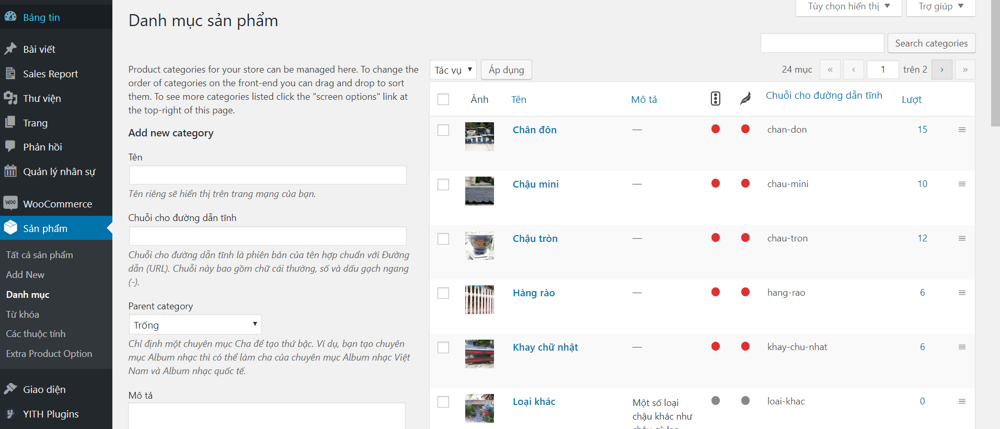 Bảng tin
Bài viết
Sales Report
Thư viện
Trang
Phản hồi
Quản lý nhân sự
WooCommerce
Sản phẩm
Tất cả sản phẩm
Add New
Danh mục
Từ khóa
Các thuộc tính
Extra Product Option
Giao diện
YITH Plugins
Danh mục sản phẩm
Tùy chọn hiển thị ▼
Trợ giúp ▼
Search categories
Product categories for your store can be managed here. To change the
order of categories on the front-end you can drag and drop to sort
them. To see more categories listed click the "screen options" link at
the top-right of this page.
Add new category
Tên
Tên riêng sẽ hiển thị trên trang mạng của bạn.
Chuỗi cho đường dẫn tĩnh
Chuỗi cho đường dẫn tĩnh là phiên bản của tên hợp chuẩn với Đường
dẫn (URL). Chuỗi này bao gồm chữ cái thường, số và dấu gạch ngang
(-).
Parent category
Trống ▼
Chỉ định một chuyên mục Cha để tạo thứ bậc. Ví dụ, bạn tạo chuyên
mục Album nhạc thì có thể làm cha của chuyên mục Album nhạc Việt
Nam và Album nhạc quốc tế.
Mô tả
Tác vụ ▼ Áp dụng 24 mục « ‹ 1 trên 2 › »
Ảnh Tên Mô tả Chuỗi cho đường dẫn tĩnh Lượt
Chân đôn — chan-don 15
Chậu mini — chau-mini 10
Chậu tròn — chau-tron 12
Hàng rào — hang-rao 6
Khay chữ nhật — khay-chu-nhat 6
Loại khác Một số loại loai-khac 0
chậu khác như